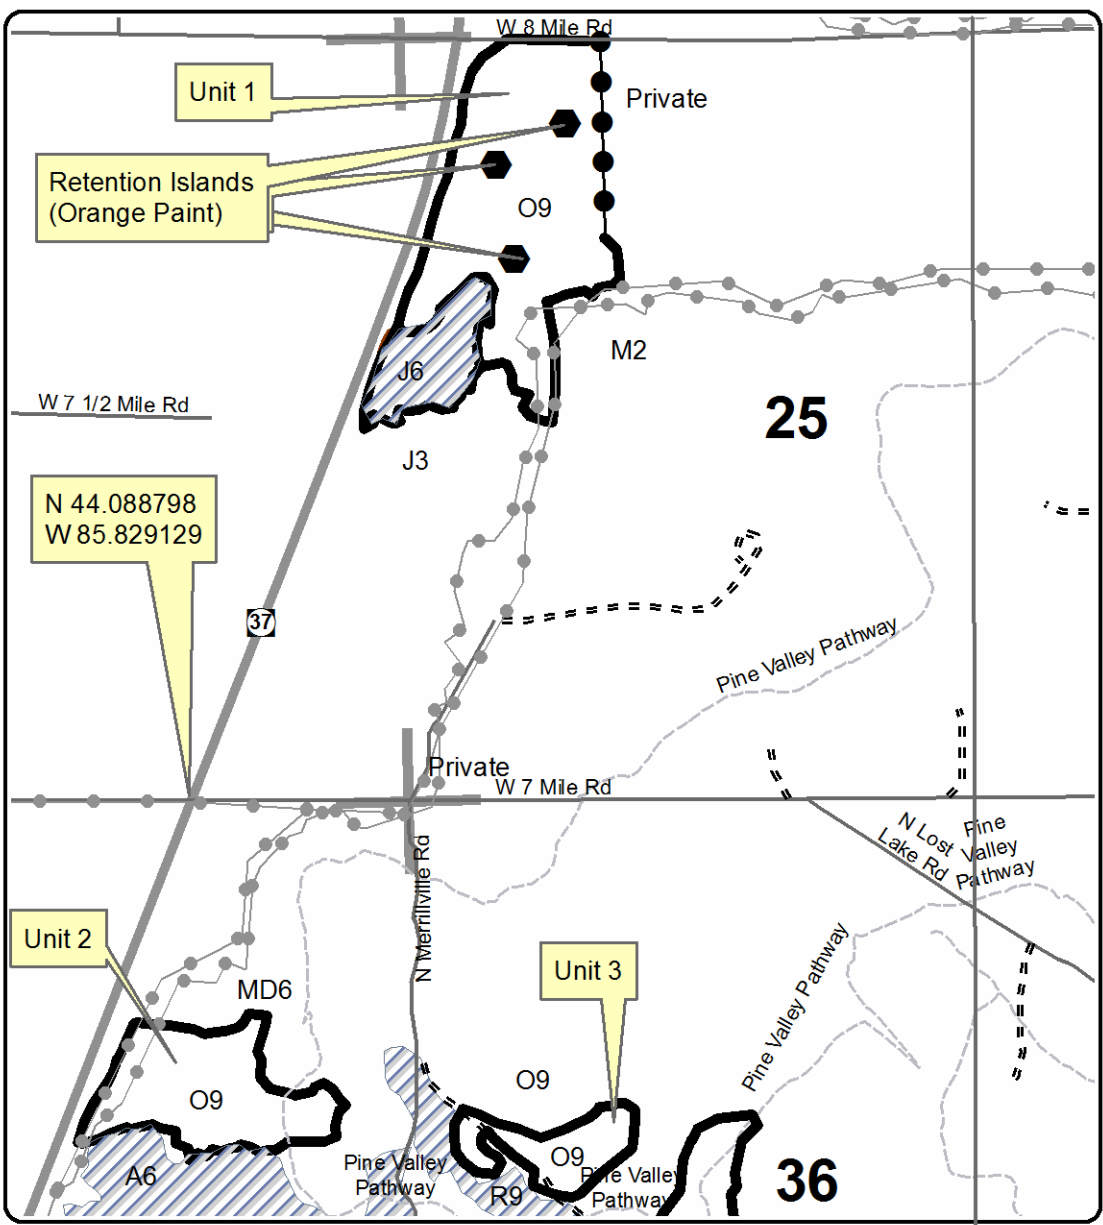 W 8 Mile Rd
Unit 1
Private
Retention Islands
(Orange Paint)
O9
M2
J6
W 7 1/2 Mile Rd
25
J3
N 44.088798
W 85.829129
37
Pine Valley Pathway
Private
W 7 Mile Rd
N Lost
Lake Rd
Pine
Valley
Pathway
N Merrillville Rd
Unit 2
Unit 3
Pine Valley Pathway
MD6
O9
O9
O9
A6
Pine Valley
Pathway
R9
Pine Valley
Pathway
36